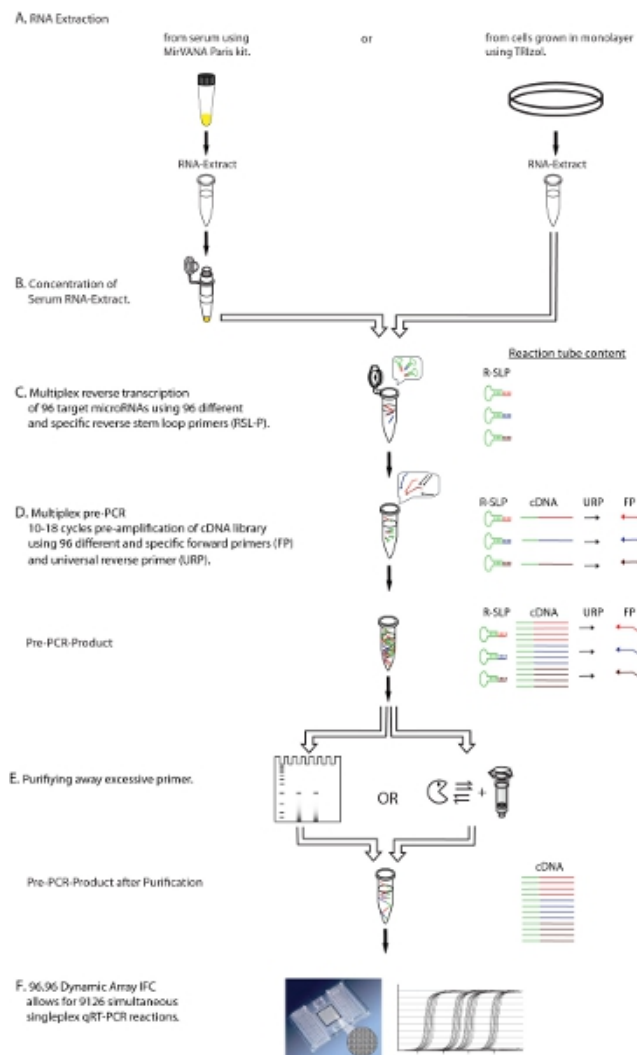 A. RNA Extraction
from serum using
MirVANA Paris kit.
or
from cells grown in monolayer
using TRIzol.
RNA-Extract
RNA-Extract
B. Concentration of
Serum RNA-Extract.
Reaction tube content
R-SLP
C. Multiplex reverse transcription
of 96 target microRNAs using 96 different
and specific reverse stem loop primers (RSL-P).
D. Multiplex pre-PCR
10-18 cycles pre-amplification of cDNA library
using 96 different and specific forward primers (FP)
and universal reverse primer (URP).
R-SLP cDNA URP FP
Pre-PCR-Product
R-SLP cDNA URP FP
E. Purifiying away excessive primer.
OR
+
Pre-PCR-Product after Purification
cDNA
F. 96.96 Dynamic Array IFC
allows for 9126 simultaneous
singleplex qRT-PCR reactions.